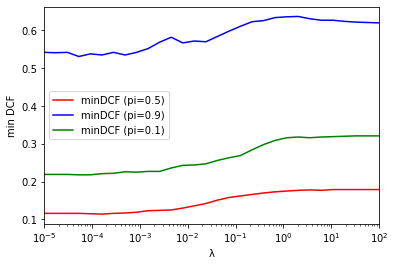 min DCF
0.6
0.5
0.4
0.3
0.2
0.1
minDCF (pi=0.5)
minDCF (pi=0.9)
minDCF (pi=0.1)
10⁻⁵ 10⁻⁴ 10⁻³ 10⁻² 10⁻¹ 10⁰ 10¹ 10²
λ